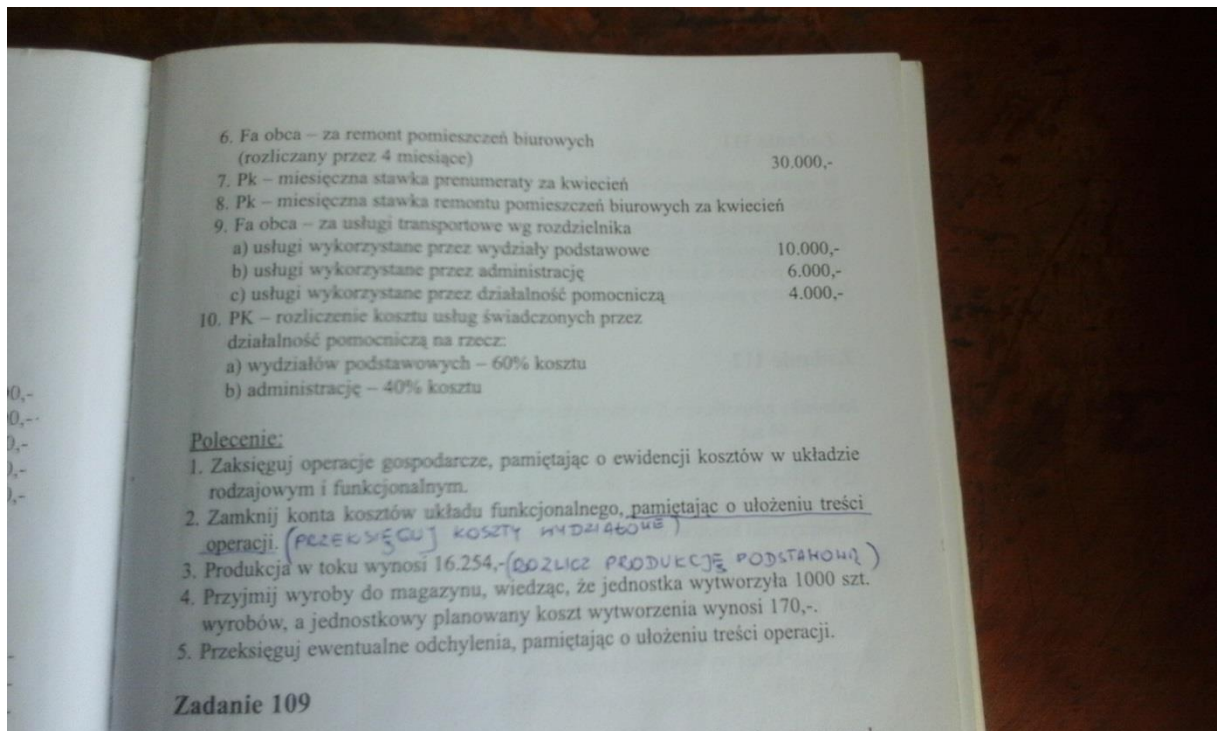 6. Fa obca – za remont pomieszczeń biurowych
(rozliczany przez 4 miesiące) 30.000,-
7. Pk – miesięczna stawka prenumeraty za kwiecień
8. Pk – miesięczna stawka remontu pomieszczeń biurowych za kwiecień
9. Fa obca – za usługi transportowe wg rozdzielnika
a) usługi wykorzystane przez wydziały podstawowe 10.000,-
b) usługi wykorzystane przez administrację 6.000,-
c) usługi wykorzystane przez działalność pomocniczą 4.000,-
10. PK – rozliczenie kosztu usług świadczonych przez
działalność pomocniczą na rzecz:
a) wydziałów podstawowych – 60% kosztu
b) administrację – 40% kosztu
0,-
0,-
),-
),-
),-
Polecenie:
1. Zaksięguj operacje gospodarcze, pamiętając o ewidencji kosztów w układzie
rodzajowym i funkcjonalnym.
2. Zamknij konta kosztów układu funkcjonalnego, pamiętając o ułożeniu treści
operacji. (PRZEKSIĘGUJ KOSZTY WYDZIAŁOWE)
3. Produkcja w toku wynosi 16.254,- (ROZLICZ PRODUKCJĘ PODSTAWOWĄ)
4. Przyjmij wyroby do magazynu, wiedząc, że jednostka wytworzyła 1000 szt.
wyrobów, a jednostkowy planowany koszt wytworzenia wynosi 170,-.
5. Przeksięguj ewentualne odchylenia, pamiętając o ułożeniu treści operacji.
Zadanie 109